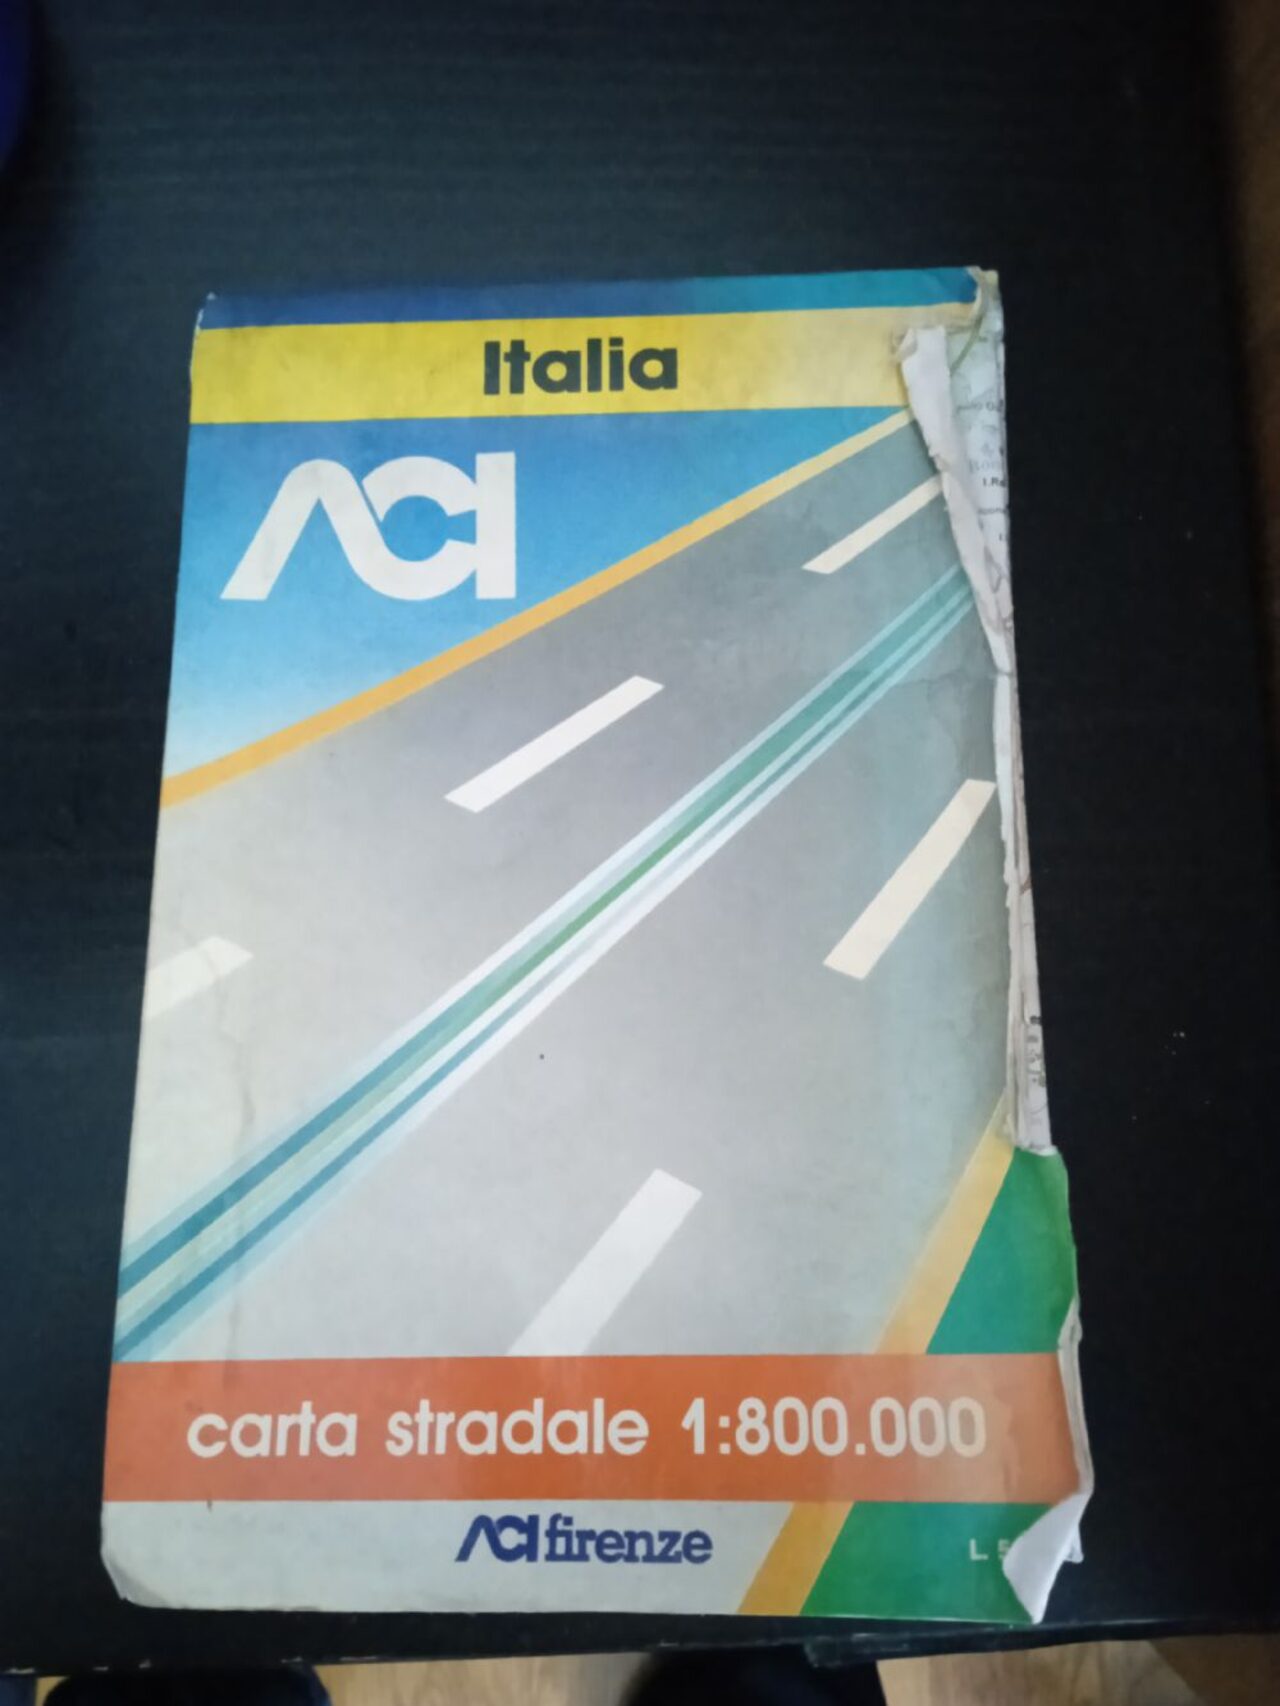 Italia
ACI
carta stradale 1:800.000
ACI firenze
L